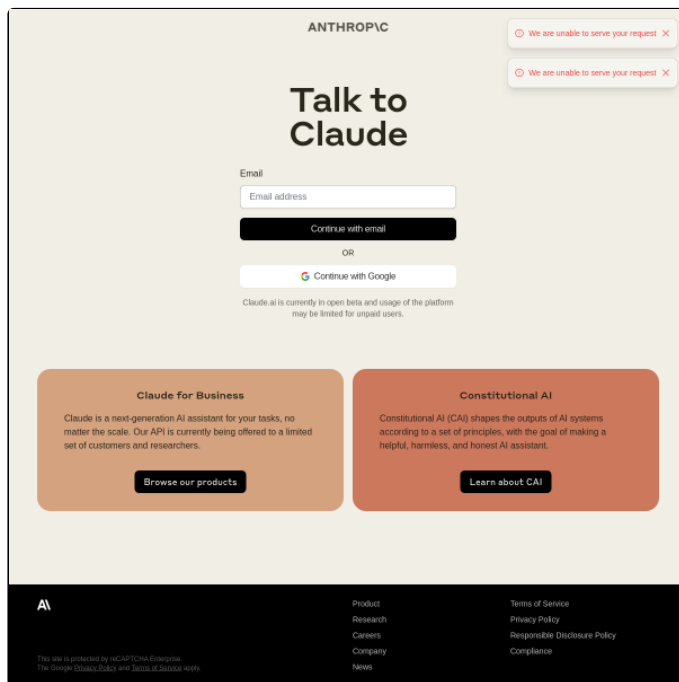 ANTHROP\C
We are unable to serve your request
We are unable to serve your request
Talk to
Claude
Email
Email address
Continue with email
OR
Continue with Google
Claude.ai is currently in open beta and usage of the platform
may be limited for unpaid users.
Claude for Business
Claude is a next-generation AI assistant for your tasks, no
matter the scale. Our API is currently being offered to a limited
set of customers and researchers.
Browse our products
Constitutional AI
Constitutional AI (CAI) shapes the outputs of AI systems
according to a set of principles, with the goal of making a
helpful, harmless, and honest AI assistant.
Learn about CAI
A\
This site is protected by reCAPTCHA Enterprise.
The Google Privacy Policy and Terms of Service apply.
Product
Research
Careers
Company
News
Terms of Service
Privacy Policy
Responsible Disclosure Policy
Compliance